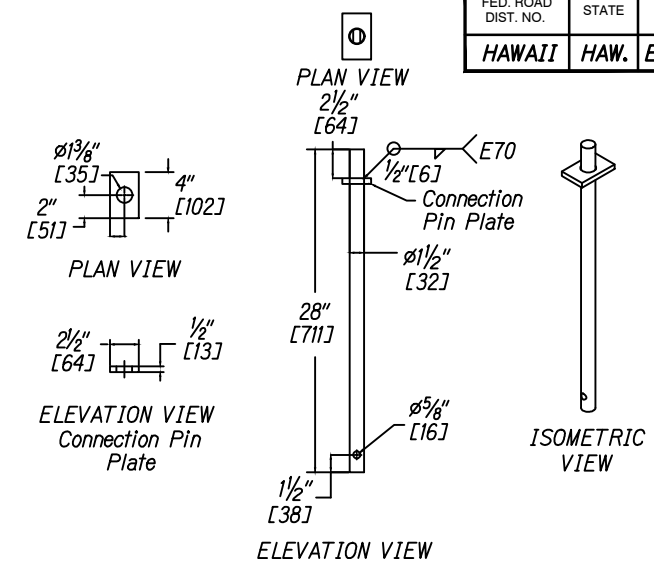 FED. ROAD
DIST. NO.
STATE
HAWAII
HAW.
E
PLAN VIEW
2½"
[64]
E70
½"[6]
Connection
Pin Plate
ø1½"
[32]
28"
[711]
ø⅝"
[16]
1½"
[38]
ELEVATION VIEW
ø1⅜"
[35]
4"
[102]
2"
[51]
PLAN VIEW
2½"
[64]
½"
[13]
ELEVATION VIEW
Connection Pin
Plate
ISOMETRIC
VIEW